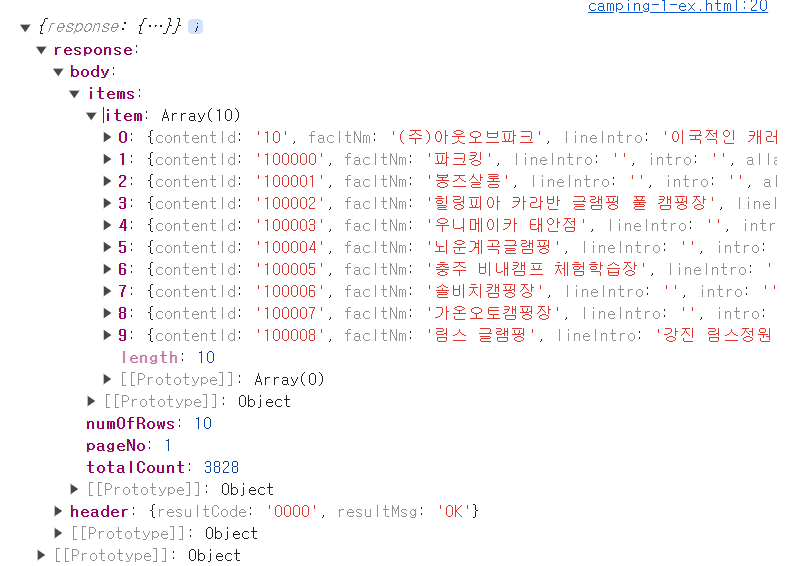 camping-1-ex.html:20
▼ {response: {…}} i
▼ response:
▼ body:
▼ items:
▼ item: Array(10)
▶ 0: {contentId: '10', facltNm: '(주)아웃오브파크', lineIntro: '이국적인 캐러
▶ 1: {contentId: '100000', facltNm: '파크킹', lineIntro: '', intro: '', alla
▶ 2: {contentId: '100001', facltNm: '봉즈살롱', lineIntro: '', intro: '', al
▶ 3: {contentId: '100002', facltNm: '힐링피아 카라반 글램핑 풀 캠핑장', lineI
▶ 4: {contentId: '100003', facltNm: '우니메이카 태안점', lineIntro: '', intr
▶ 5: {contentId: '100004', facltNm: '뇌운계곡글램핑', lineIntro: '', intro:
▶ 6: {contentId: '100005', facltNm: '충주 비내캠프 체험학습장', lineIntro: '
▶ 7: {contentId: '100006', facltNm: '솔비치캠핑장', lineIntro: '', intro: ''
▶ 8: {contentId: '100007', facltNm: '가온오토캠핑장', lineIntro: '', intro:
▶ 9: {contentId: '100008', facltNm: '림스 글램핑', lineIntro: '강진 림스정원
length: 10
▶ [[Prototype]]: Array(0)
▶ [[Prototype]]: Object
numOfRows: 10
pageNo: 1
totalCount: 3828
▶ [[Prototype]]: Object
▶ header: {resultCode: '0000', resultMsg: 'OK'}
▶ [[Prototype]]: Object
▶ [[Prototype]]: Object